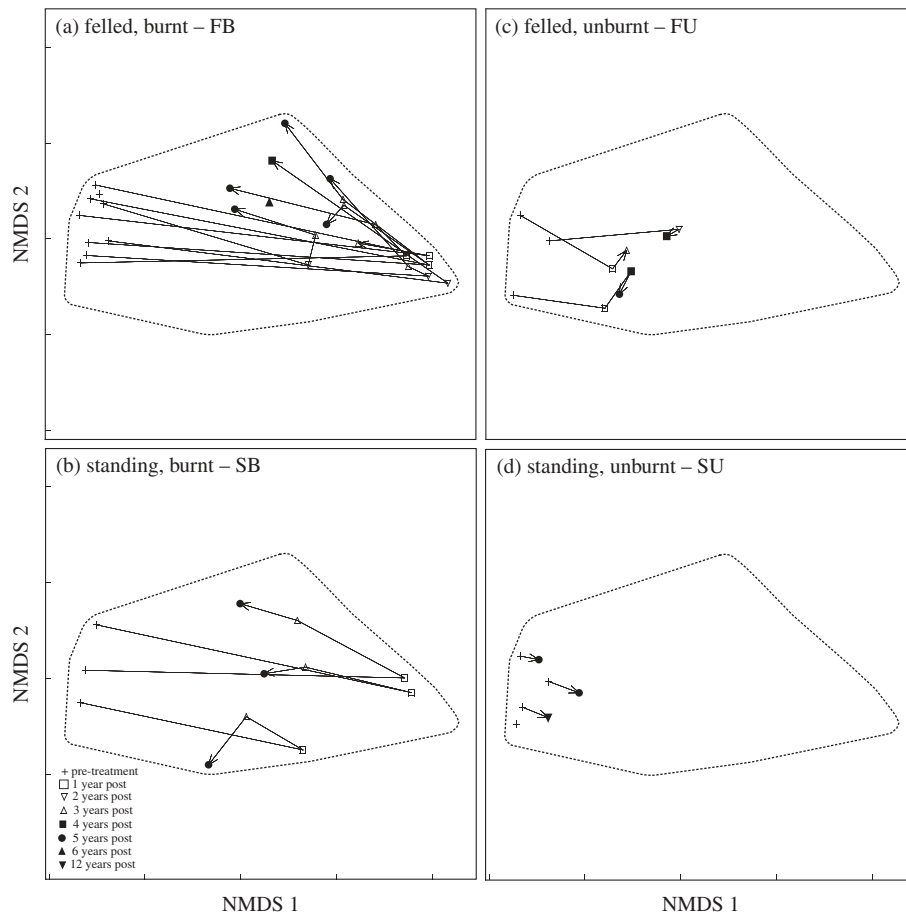 (a) felled, burnt – FB
(c) felled, unburnt – FU
NMDS 2
(b) standing, burnt – SB
(d) standing, unburnt – SU
NMDS 2
pre-treatment
1 year post
2 years post
3 years post
4 years post
5 years post
6 years post
12 years post
NMDS 1
NMDS 1